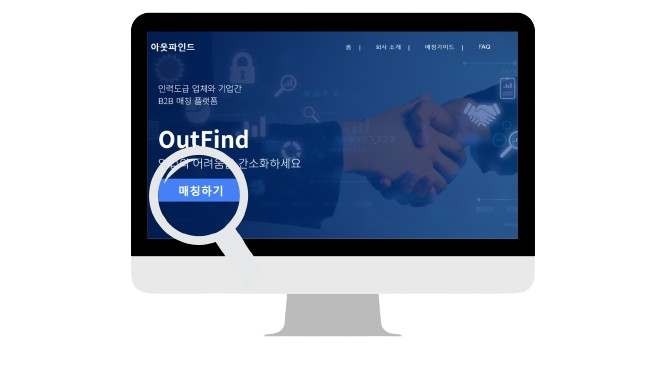 아웃파인드
홈 | 회사 소개 | 매칭가이드 | FAQ
인력도급 업체와 기업간
B2B 매칭 플랫폼
OutFind
어려움을 간소화하세요
매칭하기